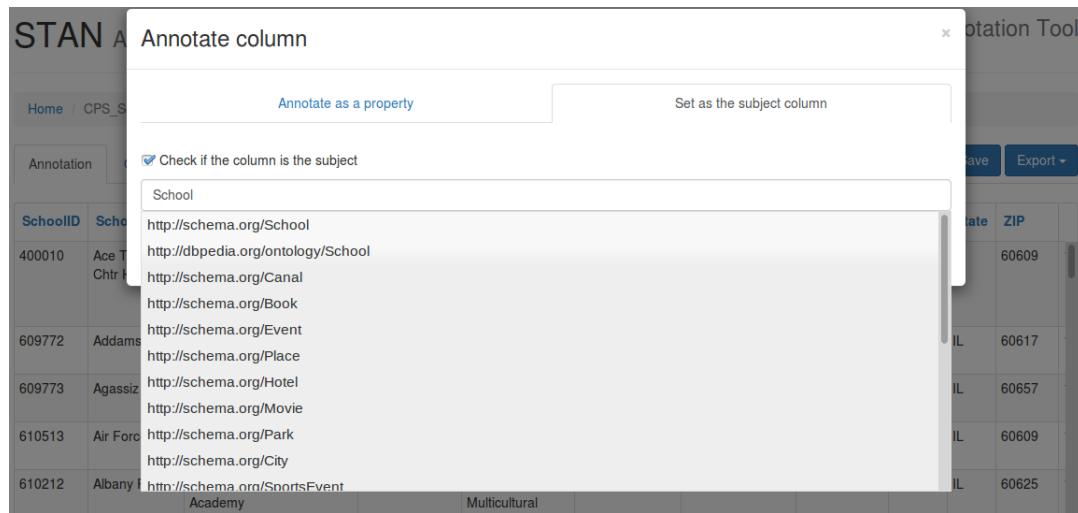 STAN
Annotate column
×
otation Tool
Home / CPS_S
Annotate as a property
Set as the subject column
Annotation
Check if the column is the subject
ave
Export
School
SchoolID
Scho
tate
ZIP
http://schema.org/School
http://dbpedia.org/ontology/School
http://schema.org/Canal
http://schema.org/Book
http://schema.org/Event
http://schema.org/Place
http://schema.org/Hotel
http://schema.org/Movie
http://schema.org/Park
http://schema.org/City
http://schema.org/SportsEvent
400010
Ace T
Chtr H
60609
609772
Addams
IL
60617
609773
Agassiz
IL
60657
610513
Air Forc
IL
60609
610212
Albany
IL
60625
Academy
Multicultural